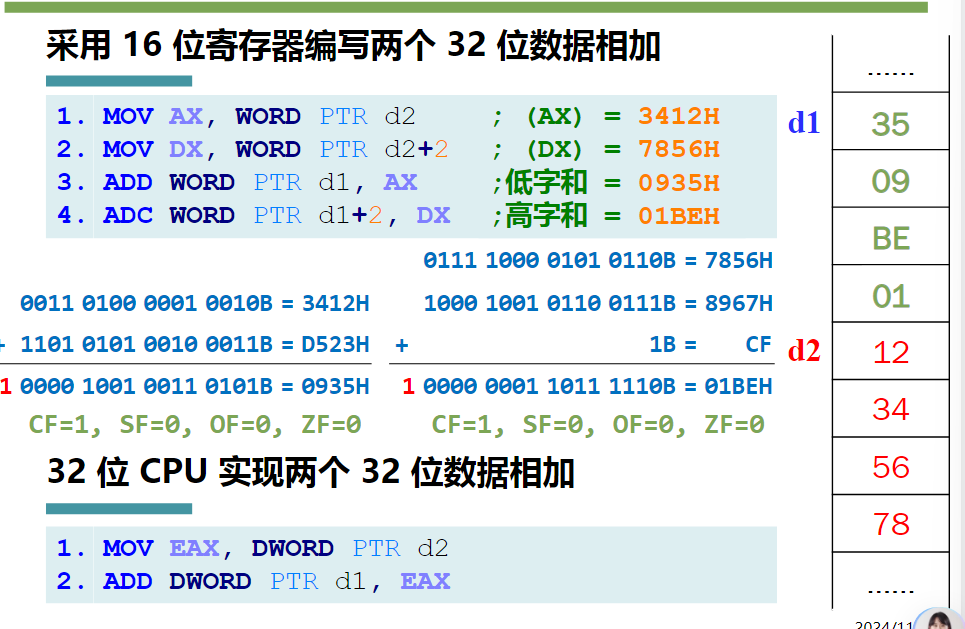 采用 16 位寄存器编写两个 32 位数据相加
1. MOV AX, WORD PTR d2 ; (AX) = 3412H
2. MOV DX, WORD PTR d2+2 ; (DX) = 7856H
3. ADD WORD PTR d1, AX ;低字和 = 0935H
4. ADC WORD PTR d1+2, DX ;高字和 = 01BEH
0011 0100 0001 0010B = 3412H
+ 1101 0101 0010 0011B = D523H
1 0000 1001 0011 0101B = 0935H
CF=1, SF=0, OF=0, ZF=0
0111 1000 0101 0110B = 7856H
1000 1001 0110 0111B = 8967H
+ 1B = CF
1 0000 0001 1011 1110B = 01BEH
CF=1, SF=0, OF=0, ZF=0
32 位 CPU 实现两个 32 位数据相加
1. MOV EAX, DWORD PTR d2
2. ADD DWORD PTR d1, EAX
......
d1 35
09
BE
01
d2 12
34
56
78
......
2024/11